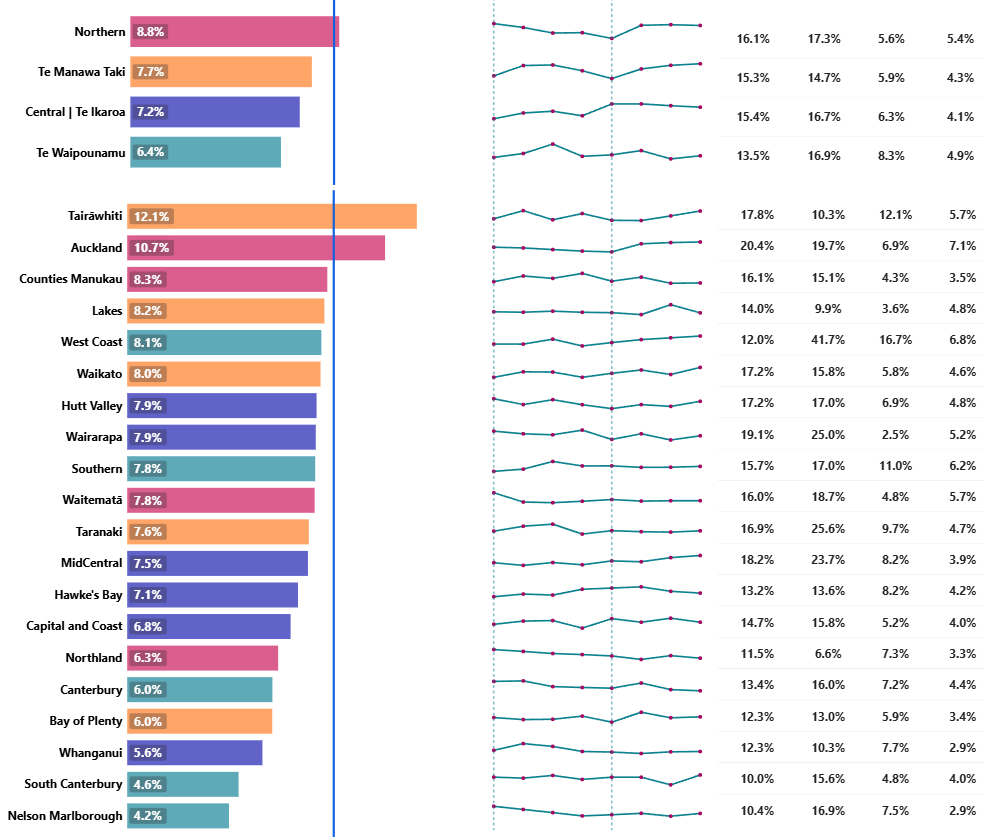 Northern 8.8% 16.1% 17.3% 5.6% 5.4%
Te Manawa Taki 7.7% 15.3% 14.7% 5.9% 4.3%
Central | Te Ikaroa 7.2% 15.4% 16.7% 6.3% 4.1%
Te Waipounamu 6.4% 13.5% 16.9% 8.3% 4.9%
Tairāwhiti 12.1% 17.8% 10.3% 12.1% 5.7%
Auckland 10.7% 20.4% 19.7% 6.9% 7.1%
Counties Manukau 8.3% 16.1% 15.1% 4.3% 3.5%
Lakes 8.2% 14.0% 9.9% 3.6% 4.8%
West Coast 8.1% 12.0% 41.7% 16.7% 6.8%
Waikato 8.0% 17.2% 15.8% 5.8% 4.6%
Hutt Valley 7.9% 17.2% 17.0% 6.9% 4.8%
Wairarapa 7.9% 19.1% 25.0% 2.5% 5.2%
Southern 7.8% 15.7% 17.0% 11.0% 6.2%
Waitematā 7.8% 16.0% 18.7% 4.8% 5.7%
Taranaki 7.6% 16.9% 25.6% 9.7% 4.7%
MidCentral 7.5% 18.2% 23.7% 8.2% 3.9%
Hawke's Bay 7.1% 13.2% 13.6% 8.2% 4.2%
Capital and Coast 6.8% 14.7% 15.8% 5.2% 4.0%
Northland 6.3% 11.5% 6.6% 7.3% 3.3%
Canterbury 6.0% 13.4% 16.0% 7.2% 4.4%
Bay of Plenty 6.0% 12.3% 13.0% 5.9% 3.4%
Whanganui 5.6% 12.3% 10.3% 7.7% 2.9%
South Canterbury 4.6% 10.0% 15.6% 4.8% 4.0%
Nelson Marlborough 4.2% 10.4% 16.9% 7.5% 2.9%